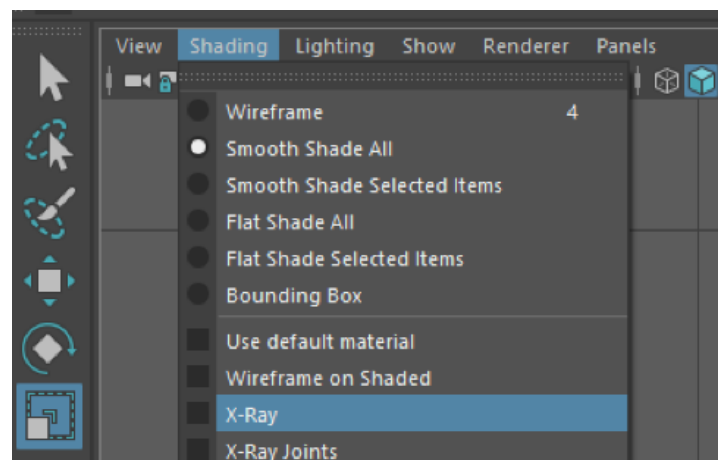 View Shading Lighting Show Renderer Panels
Wireframe 4
Smooth Shade All
Smooth Shade Selected Items
Flat Shade All
Flat Shade Selected Items
Bounding Box
Use default material
Wireframe on Shaded
X-Ray
X-Ray Joints